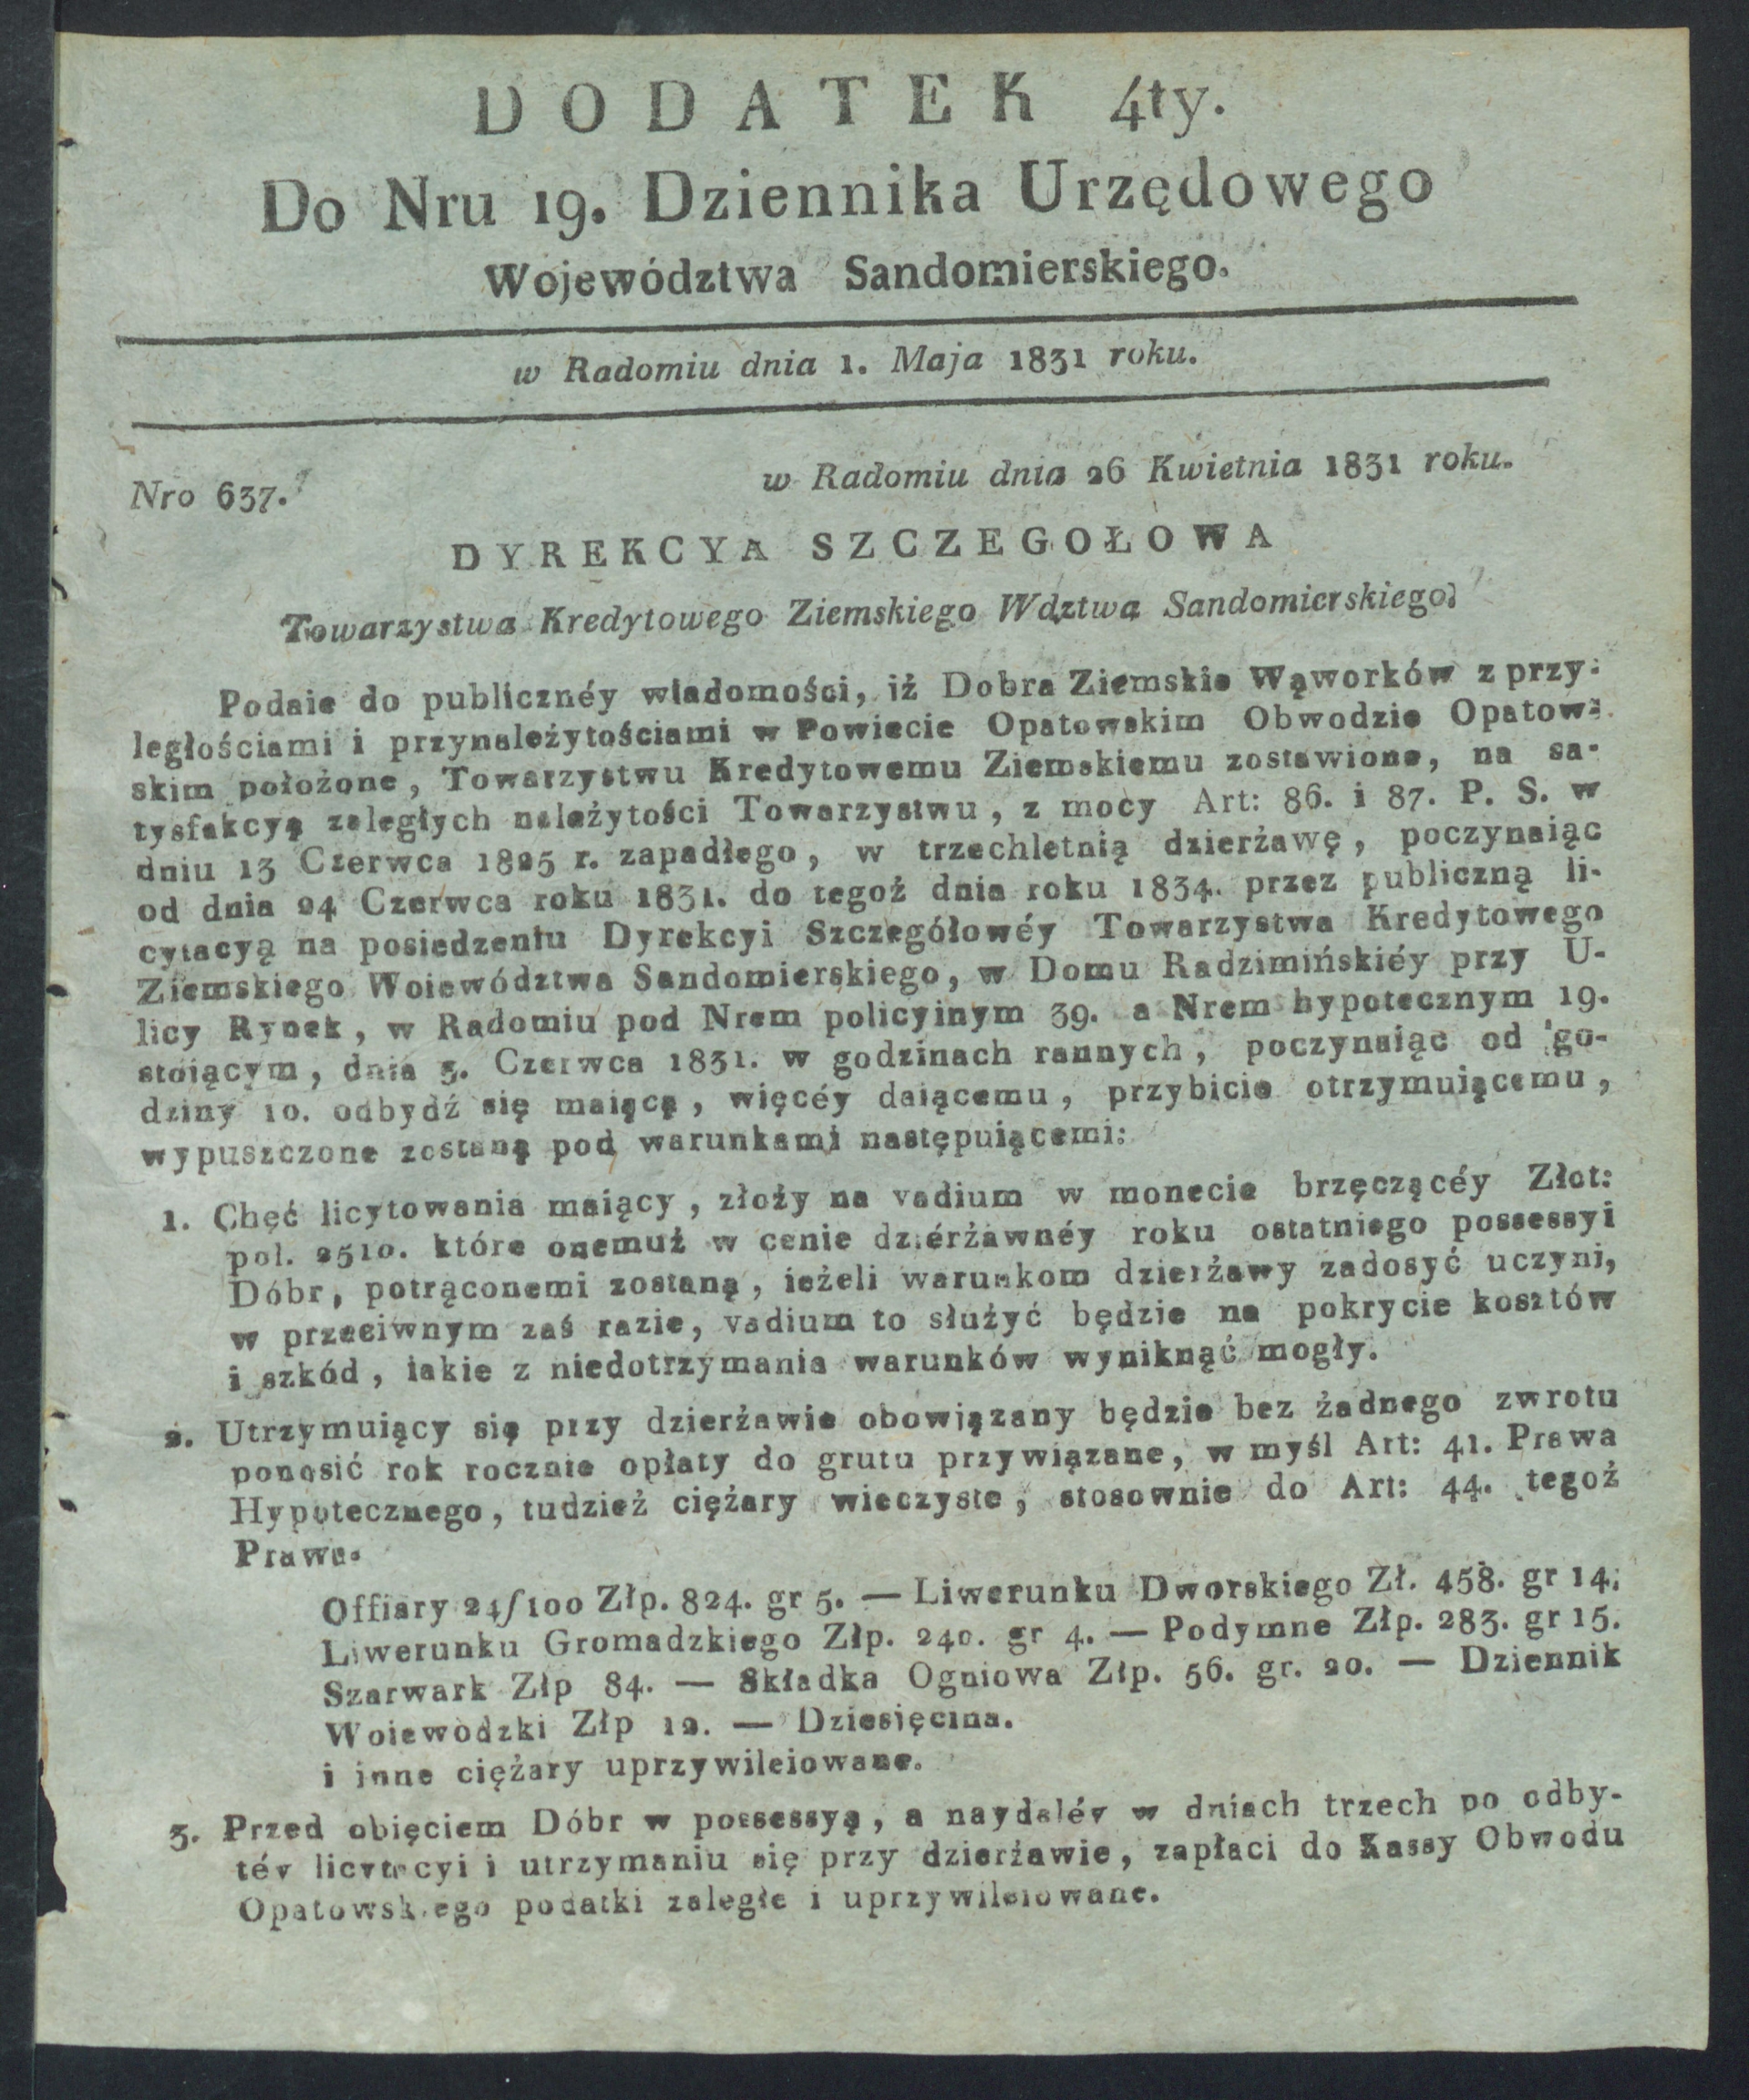 DODATEK 4ty.
Do Nru 19. Dziennika Urzędowego
Województwa Sandomierskiego.
w Radomiu dnia 1. Maja 1831 roku.
Nro 637.
w Radomiu dnia 26 Kwietnia 1831 roku.
DYREKCYA SZCZEGOŁOWA
Towarzystwa Kredytowego Ziemskiego Wdztwa Sandomierskiego
Podaie do publicznéy wiadomości, iż Dobra Ziemskie Wąworków z przy-
ległościami i przynależytościami w Powiecie Opatowskim Obwodzie Opatow-
skim położone, Towarzystwu Kredytowemu Ziemskiemu zostawione, na sa-
tysfakcyą zaległych należytości Towarzystwu, z mocy Art: 86. i 87. P. S. w
dniu 13 Czerwca 1825 r. zapadłego, w trzechletnią dzierżawę, poczynaiąc
od dnia 24 Czerwca roku 1831. do tegoż dnia roku 1834. przez publiczną li-
cytacyą na posiedzeniu Dyrekcyi Szczegółowéy Towarzystwa Kredytowego
Ziemskiego Woiewództwa Sandomierskiego, w Domu Radzimińskiéy przy U-
licy Rynek, w Radomiu pod Nrem policyinym 39. a Nrem hypotecznym 19.
stoiącym, dnia 3. Czerwca 1831. w godzinach rannych, poczynaiąc od go-
dziny 10. odbydź się maiącą, więcéy daiącemu, przybicie otrzymuiącemu,
wypuszczone zostaną pod warunkami następuiącemi:
1. Chęć licytowania maiący, złoży na vadium w monecie brzęczącéy Złot:
pol. 2510. które onemuż w cenie dzierżawnéy roku ostatniego possessyi
Dóbr, potrąconemi zostaną, ieżeli warunkom dzierżawy zadosyć uczyni,
w przeciwnym zaś razie, vadium to służyć będzie na pokrycie kosztów
i szkód, iakie z niedotrzymania warunków wyniknąć mogły.
2. Utrzymuiący się przy dzierżawie obowiązany będzie bez żadnego zwrotu
ponosić rok rocznie opłaty do grutu przywiązane, w myśl Art: 41. Prawa
Hypotecznego, tudzież ciężary wieczyste, stosownie do Art: 44. tegoż
Prawa.
Offiary 24/100 Złp. 824. gr 5. — Liwerunku Dworskiego Zł. 458. gr 14.
Liwerunku Gromadzkiego Złp. 240. gr 4. — Podymne Złp. 283. gr 15.
Szarwark Złp 84. — Składka Ogniowa Złp. 56. gr. 20. — Dziennik
Woiewodzki Złp 12. — Dziesięcina.
i inne ciężary uprzywileiowane.
3. Przed obięciem Dóbr w possessyą, a naydaléy w dniach trzech po odby-
téy licytacyi i utrzymaniu się przy dzierżawie, zapłaci do Kassy Obwodu
Opatowskiego podatki zaległe i uprzywileiowane.